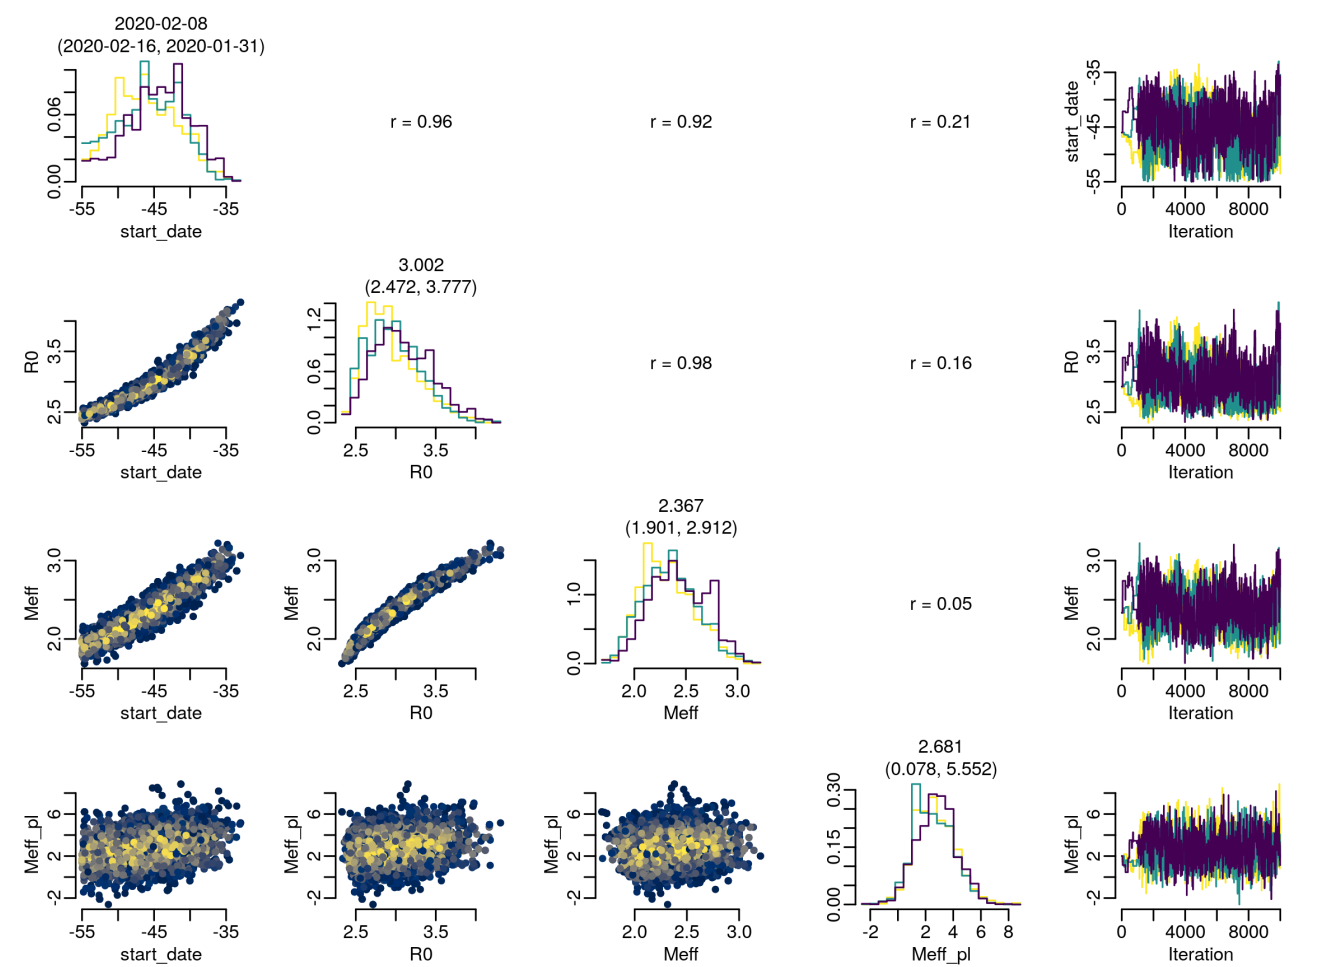 2020-02-08
(2020-02-16, 2020-01-31)
0.00 0.06
-55 -45 -35
start_date
r = 0.96
r = 0.92
r = 0.21
start_date
-55 -45 -35
0 4000 8000
Iteration
R0
2.5 3.5
-55 -45 -35
start_date
3.002
(2.472, 3.777)
0.0 0.6 1.2
2.5 3.5
R0
r = 0.98
r = 0.16
R0
2.5 3.5
0 4000 8000
Iteration
Meff
2.0 3.0
-55 -45 -35
start_date
Meff
2.0 3.0
2.5 3.5
R0
2.367
(1.901, 2.912)
0.0 1.0
2.0 2.5 3.0
Meff
r = 0.05
Meff
2.0 3.0
0 4000 8000
Iteration
Meff_pl
-2 2 6
-55 -45 -35
start_date
Meff_pl
-2 2 6
2.5 3.5
R0
Meff_pl
-2 2 6
2.0 2.5 3.0
Meff
2.681
(0.078, 5.552)
0.00 0.15 0.30
-2 2 4 6 8
Meff_pl
Meff_pl
-2 2 6
0 4000 8000
Iteration